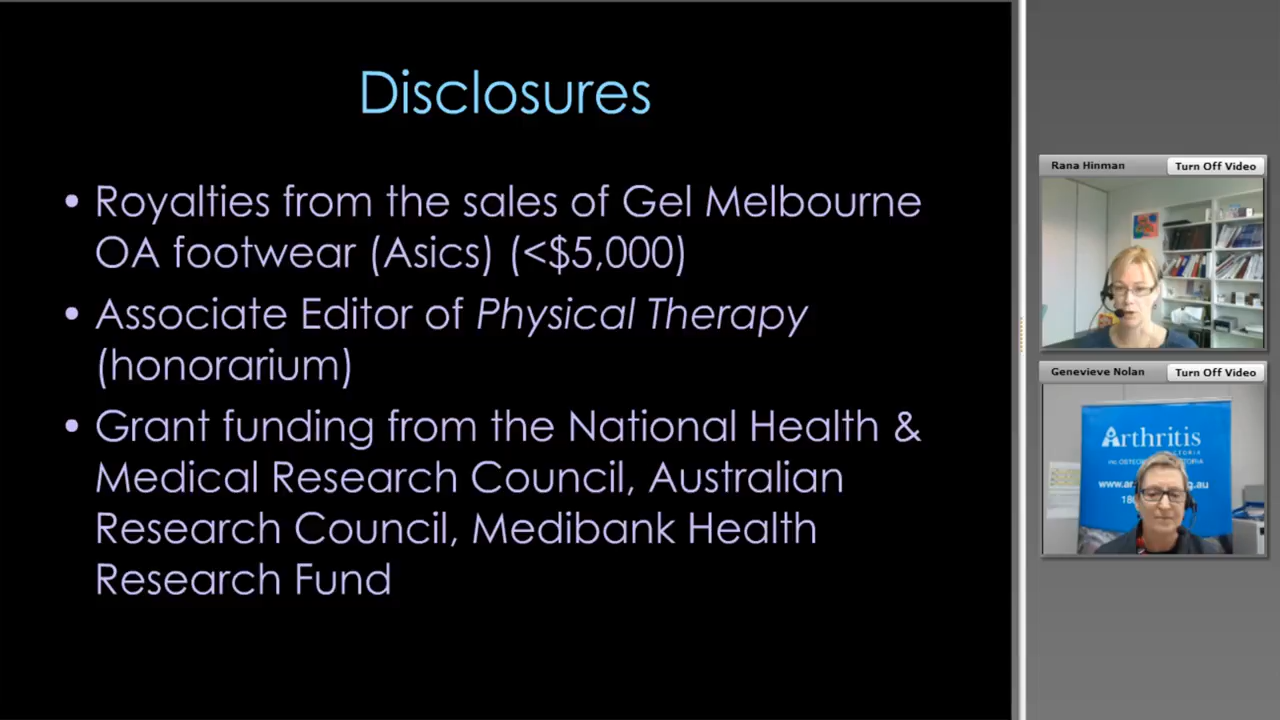 Disclosures
• Royalties from the sales of Gel Melbourne
OA footwear (Asics) (<$5,000)
• Associate Editor of Physical Therapy
(honorarium)
• Grant funding from the National Health &
Medical Research Council, Australian
Research Council, Medibank Health
Research Fund
Rana Hinman
Turn Off Video
Genevieve Nolan
Turn Off Video
Arthritis